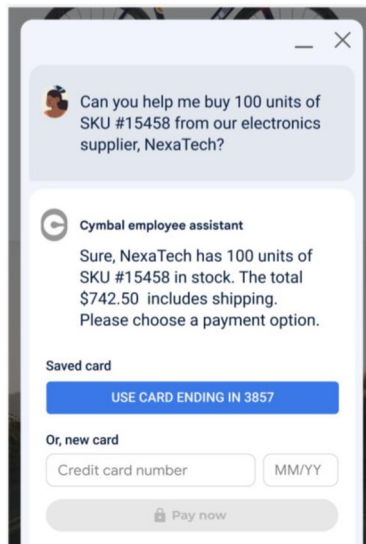 Can you help me buy 100 units of
SKU #15458 from our electronics
supplier, NexaTech?
Cymbal employee assistant
Sure, NexaTech has 100 units of
SKU #15458 in stock. The total
$742.50 includes shipping.
Please choose a payment option.
Saved card
USE CARD ENDING IN 3857
Or, new card
Credit card number MM/YY
Pay now